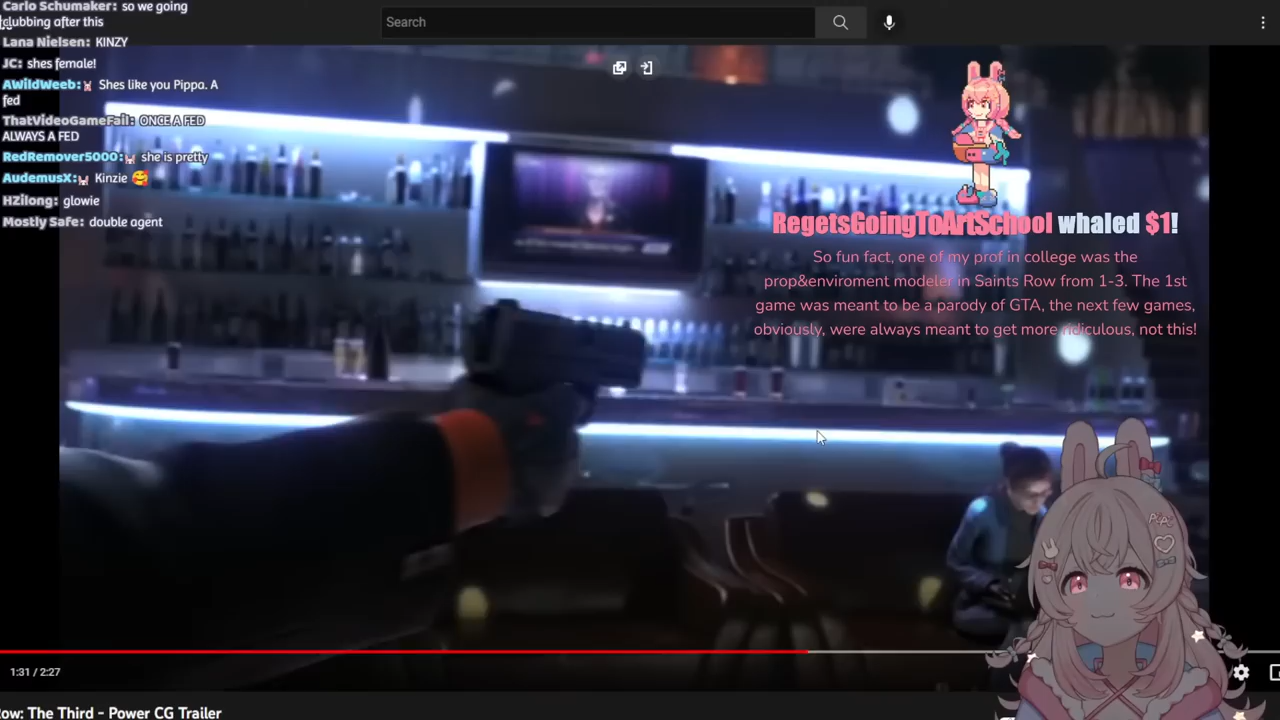 Carlo Schumaker: so we going
clubbing after this
Lana Nielsen: KINZY
JC: shes female!
AWildWeeb: Shes like you Pippa. A
fed
ThatVideoGameFail: ONCE A FED
ALWAYS A FED
RedRemover5000: she is pretty
AudemusX: Kinzie 🥰
HZilong: glowie
Mostly Safe: double agent
Search
RegetsGoingToArtSchool whaled $1!
So fun fact, one of my prof in college was the
prop&enviroment modeler in Saints Row from 1-3. The 1st
game was meant to be a parody of GTA, the next few games,
obviously, were always meant to get more ridiculous, not this!
1:31 / 2:27
Row: The Third - Power CG Trailer